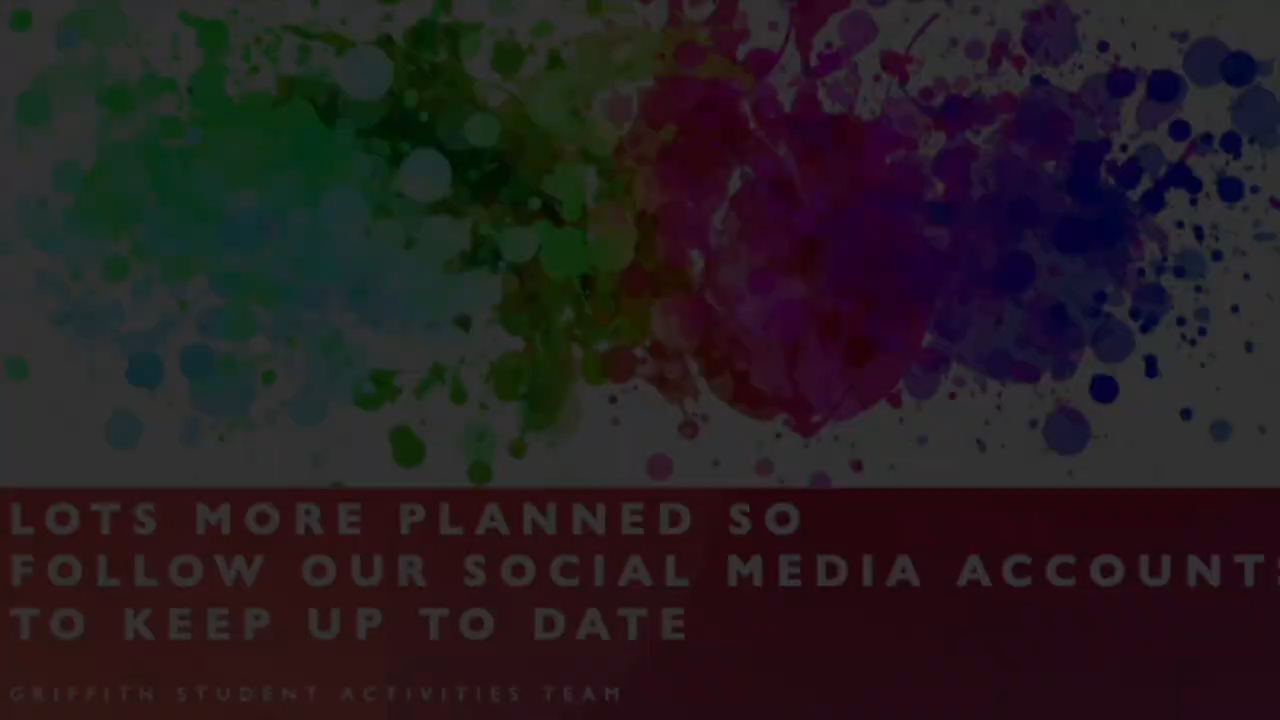 LOTS MORE PLANNED SO
FOLLOW OUR SOCIAL MEDIA ACCOUNT
TO KEEP UP TO DATE
GRIFFITH STUDENT ACTIVITIES TEAM